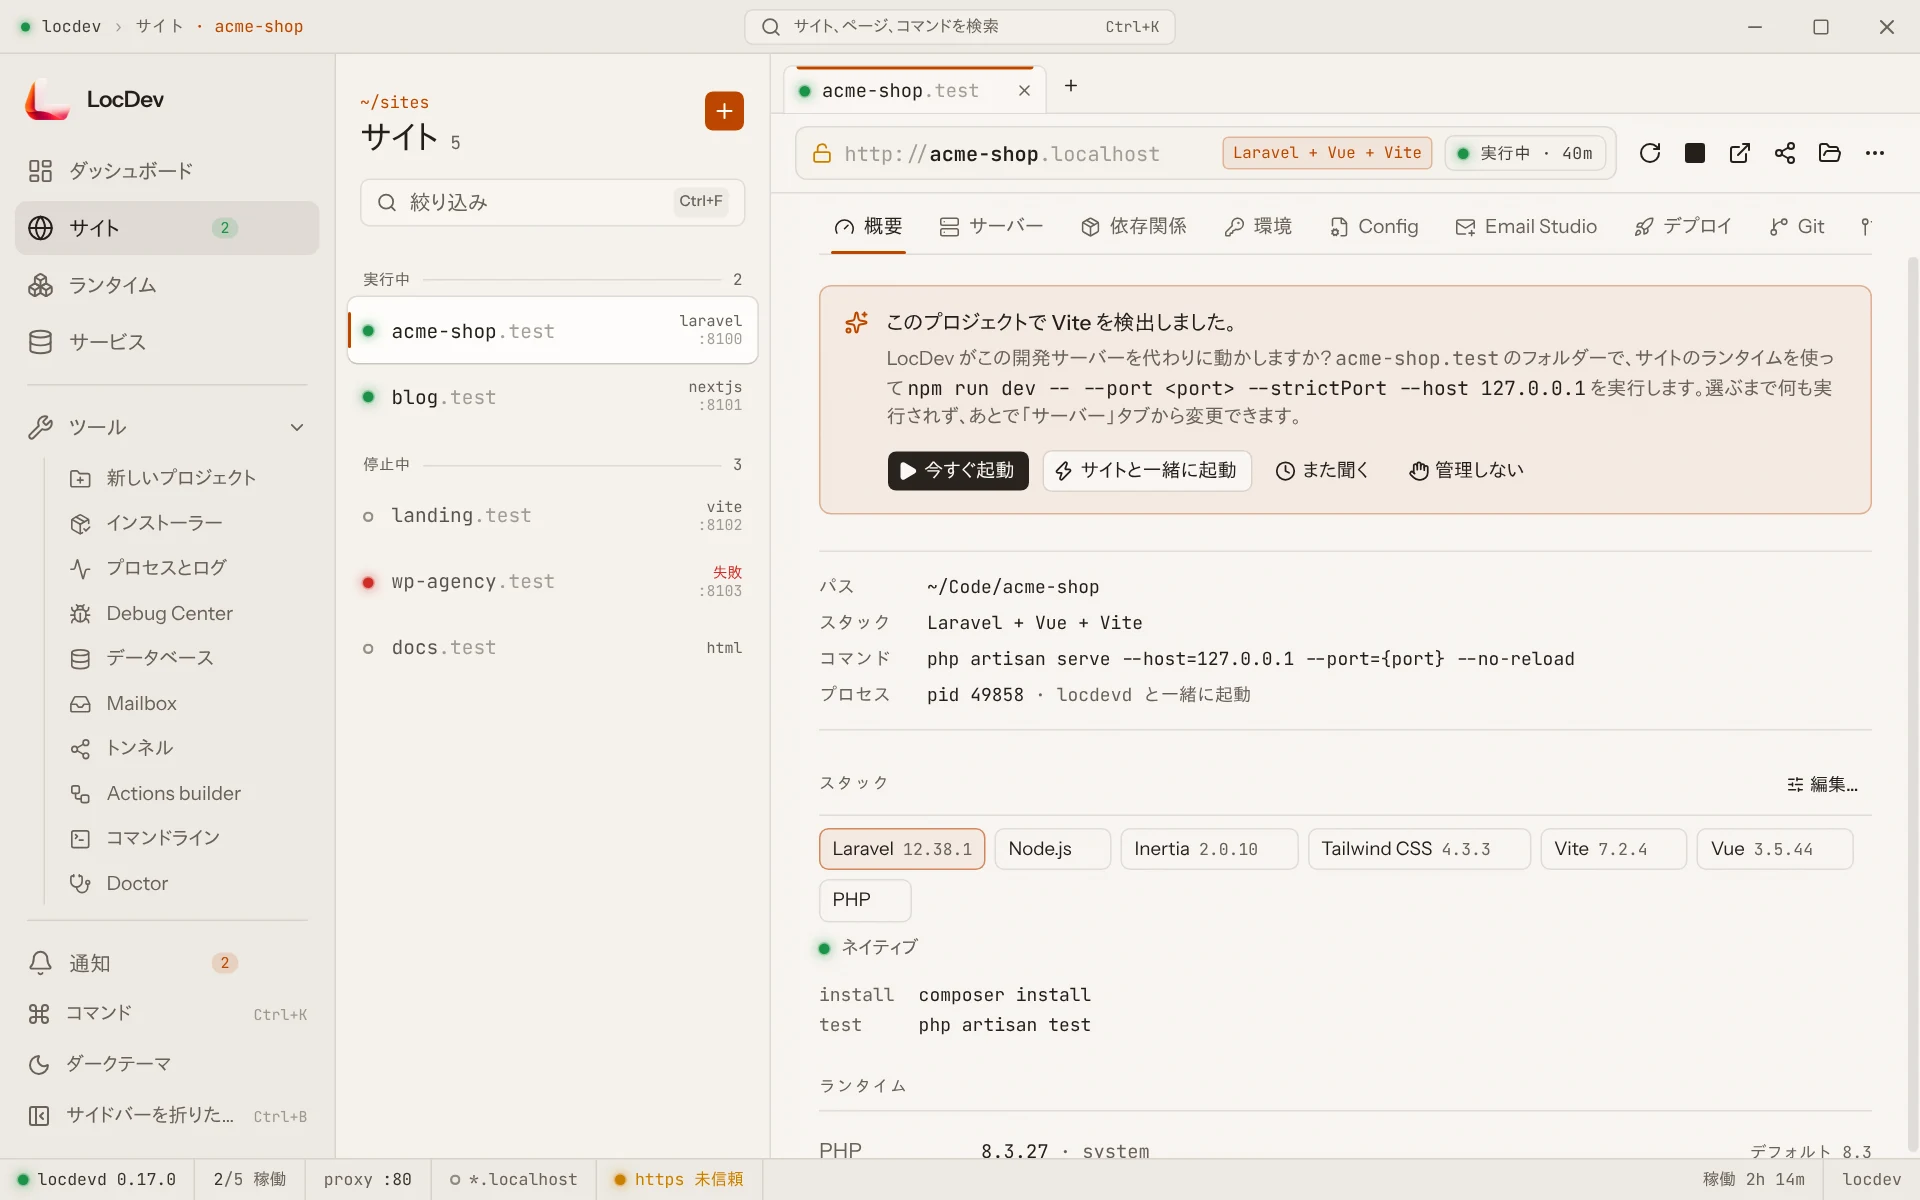 locdev › サイト · acme-shop
サイト、ページ、コマンドを検索 Ctrl+K
LocDev
ダッシュボード
サイト 2
ランタイム
サービス
ツール
新しいプロジェクト
インストーラー
プロセスとログ
Debug Center
データベース
Mailbox
トンネル
Actions builder
コマンドライン
Doctor
通知 2
コマンド Ctrl+K
ダークテーマ
サイドバーを折りた... Ctrl+B
~/sites
サイト 5
絞り込み Ctrl+F
実行中 2
acme-shop.test laravel :8100
blog.test nextjs :8101
停止中 3
landing.test vite :8102
wp-agency.test 失敗 :8103
docs.test html
acme-shop.test
http://acme-shop.localhost Laravel + Vue + Vite 実行中 · 40m
概要 サーバー 依存関係 環境 Config Email Studio デプロイ Git
このプロジェクトで Vite を検出しました。
LocDev がこの開発サーバーを代わりに動かしますか? acme-shop.test のフォルダーで、サイトのランタイムを使っ
て npm run dev -- --port <port> --strictPort --host 127.0.0.1 を実行します。選ぶまで何も実
行されず、あとで「サーバー」タブから変更できます。
今すぐ起動 サイトと一緒に起動 また聞く 管理しない
パス ~/Code/acme-shop
スタック Laravel + Vue + Vite
コマンド php artisan serve --host=127.0.0.1 --port={port} --no-reload
プロセス pid 49858 · locdevd と一緒に起動
スタック 編集...
Laravel 12.38.1 Node.js Inertia 2.0.10 Tailwind CSS 4.3.3 Vite 7.2.4 Vue 3.5.44
PHP
ネイティブ
install composer install
test php artisan test
ランタイム
PHP 8.3.27 · system デフォルト 8.3
locdevd 0.17.0 2/5 稼働 proxy :80 *.localhost https 未信頼 稼働 2h 14m locdev